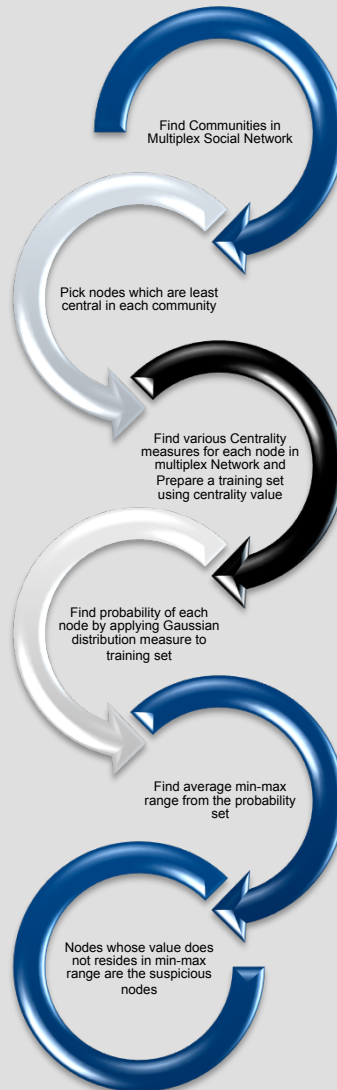 Find Communities in
Multiplex Social Network
Pick nodes which are least
central in each community
Find various Centrality
measures for each node in
multiplex Network and
Prepare a training set
using centrality value
Find probability of each
node by applying Gaussian
distribution measure to
training set
Find average min-max
range from the probability
set
Nodes whose value does
not resides in min-max
range are the suspicious
nodes